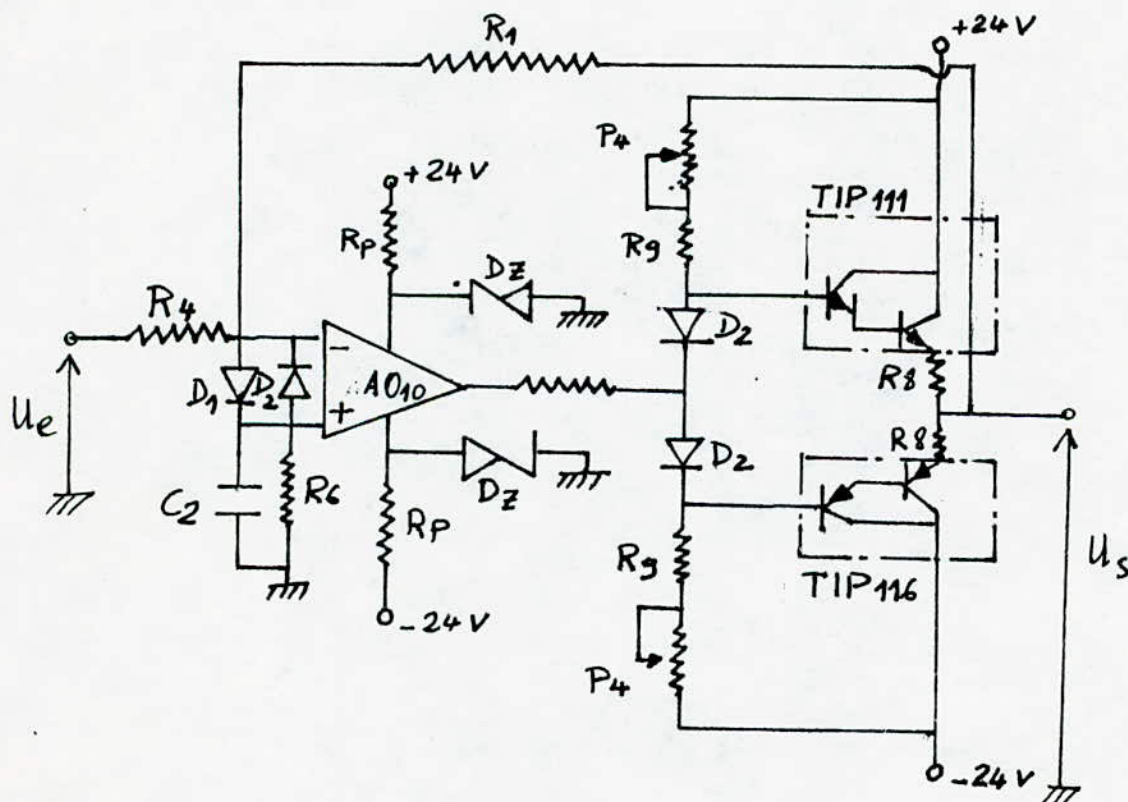 R1
+24V
P4
+24V
TIP 111
Rp
R9
DZ
R4
D2
-
AO10
R8
D1
D2
+
Ue
D2
R8
C2
R6
DZ
Rp
R9
TIP 116
Us
-24V
P4
-24V